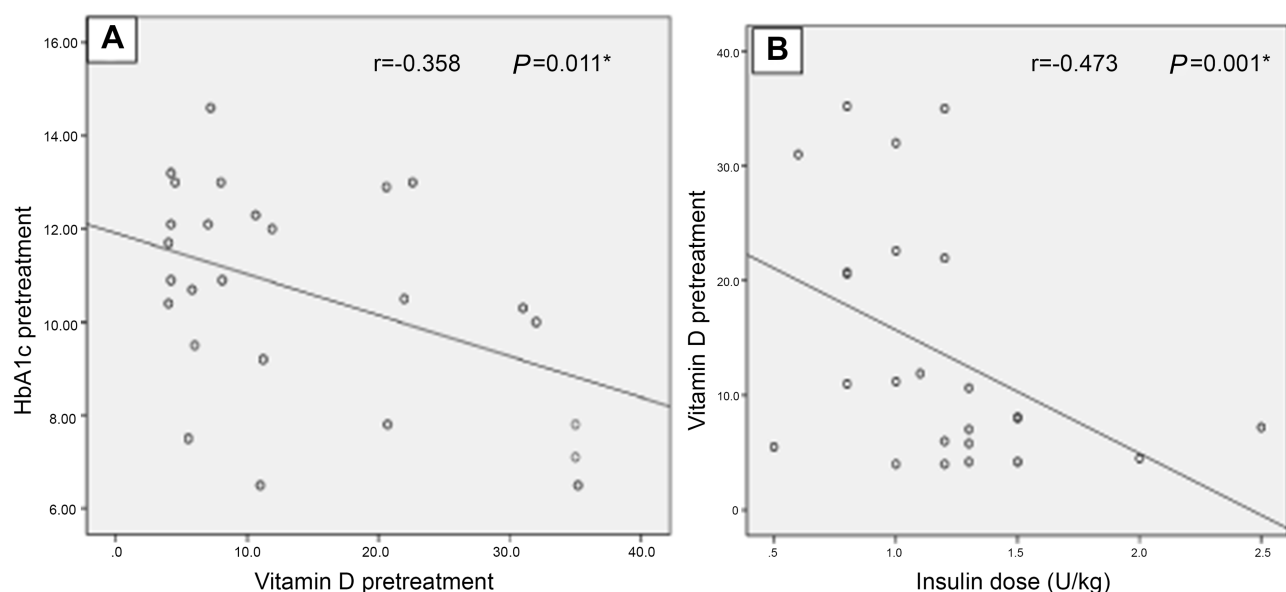 A
r=-0.358 P=0.011*
16.00
14.00
12.00
10.00
8.00
6.00
HbA1c pretreatment
.0 10.0 20.0 30.0 40.0
Vitamin D pretreatment
B
r=-0.473 P=0.001*
40.0
30.0
20.0
10.0
0
Vitamin D pretreatment
.5 1.0 1.5 2.0 2.5
Insulin dose (U/kg)